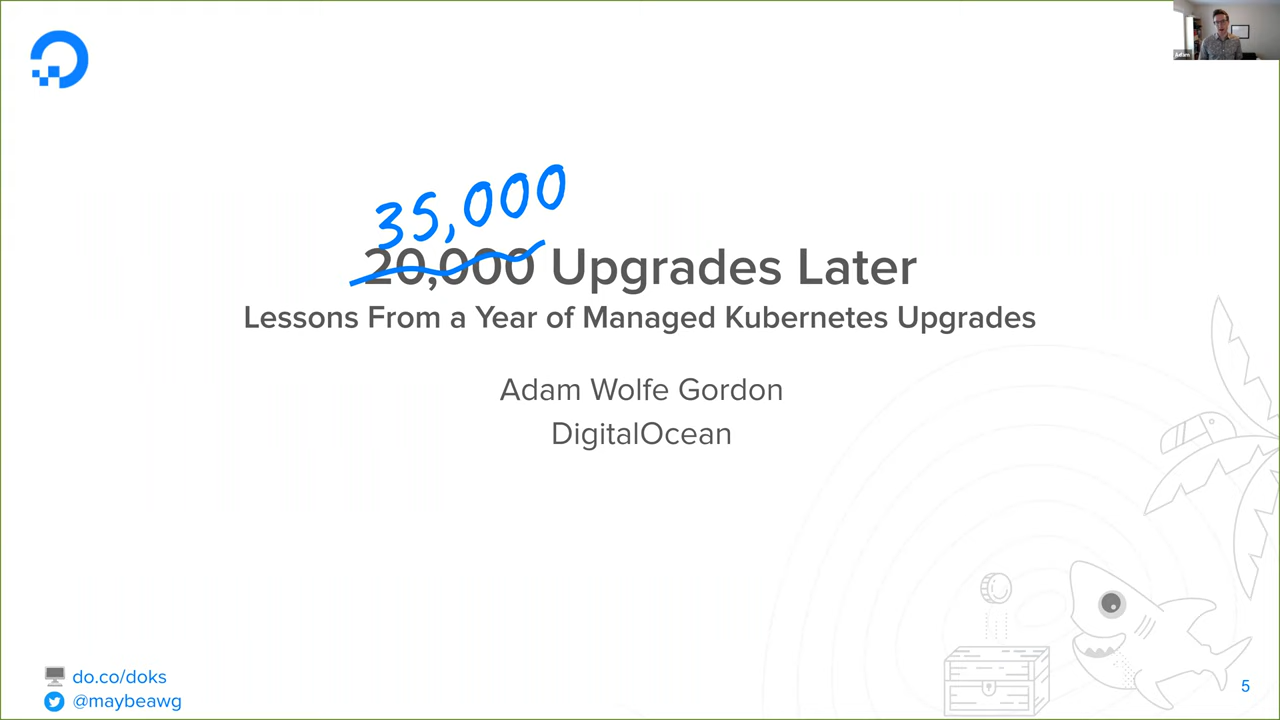 Adam
35,000
20,000 Upgrades Later
Lessons From a Year of Managed Kubernetes Upgrades
Adam Wolfe Gordon
DigitalOcean
do.co/doks
@maybeawg
5